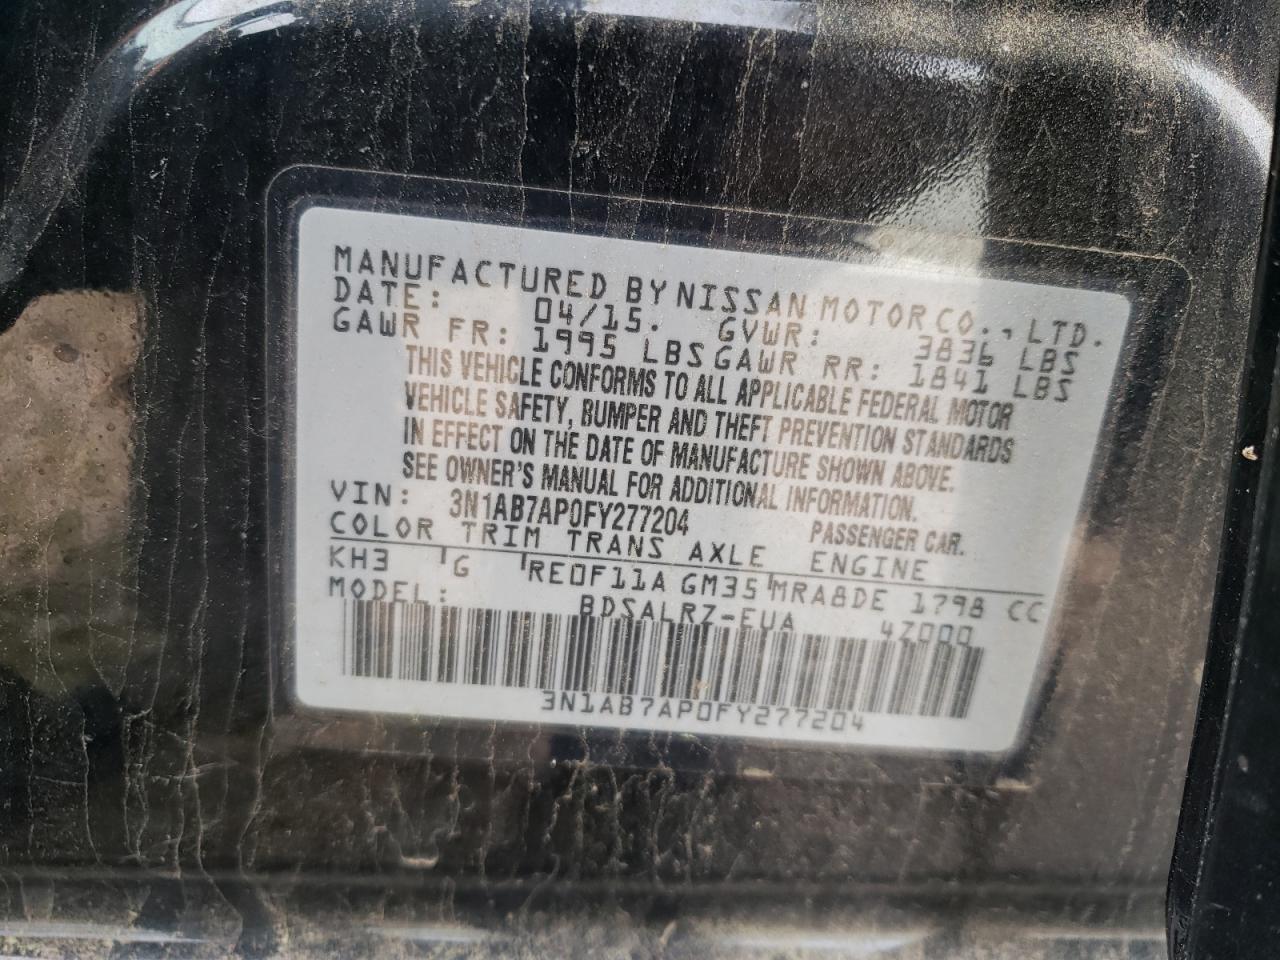 MANUFACTURED BY NISSAN MOTOR CO., LTD.
DATE: 04/15. GVWR: 3836 LBS
GAWR FR: 1995 LBS GAWR RR: 1841 LBS
THIS VEHICLE CONFORMS TO ALL APPLICABLE FEDERAL MOTOR
VEHICLE SAFETY, BUMPER AND THEFT PREVENTION STANDARDS
IN EFFECT ON THE DATE OF MANUFACTURE SHOWN ABOVE.
SEE OWNER'S MANUAL FOR ADDITIONAL INFORMATION.
VIN: 3N1AB7AP0FY277204 PASSENGER CAR.
COLOR TRIM TRANS AXLE ENGINE
KH3 G RE0F11A GM35 MRA8DE 1798 CC
MODEL: BDSALRZ-EUA 4Z000
3N1AB7AP0FY277204